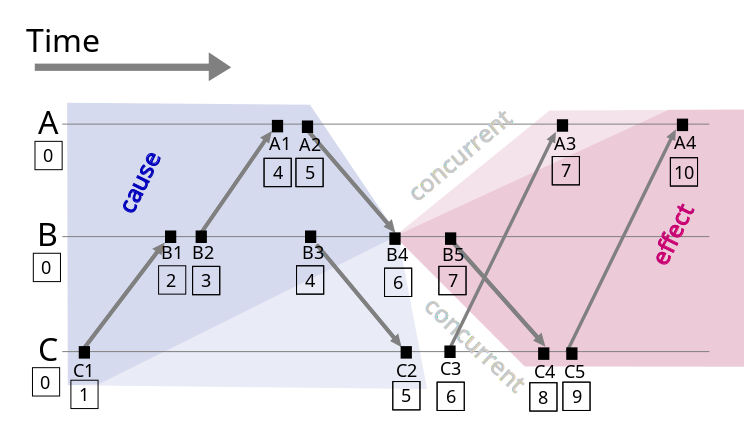 Time
A
0
cause
A1
4
A2
5
concurrent
A3
7
A4
10
B
0
B1
2
B2
3
B3
4
B4
6
B5
7
effect
concurrent
C
0
C1
1
C2
5
C3
6
C4
8
C5
9